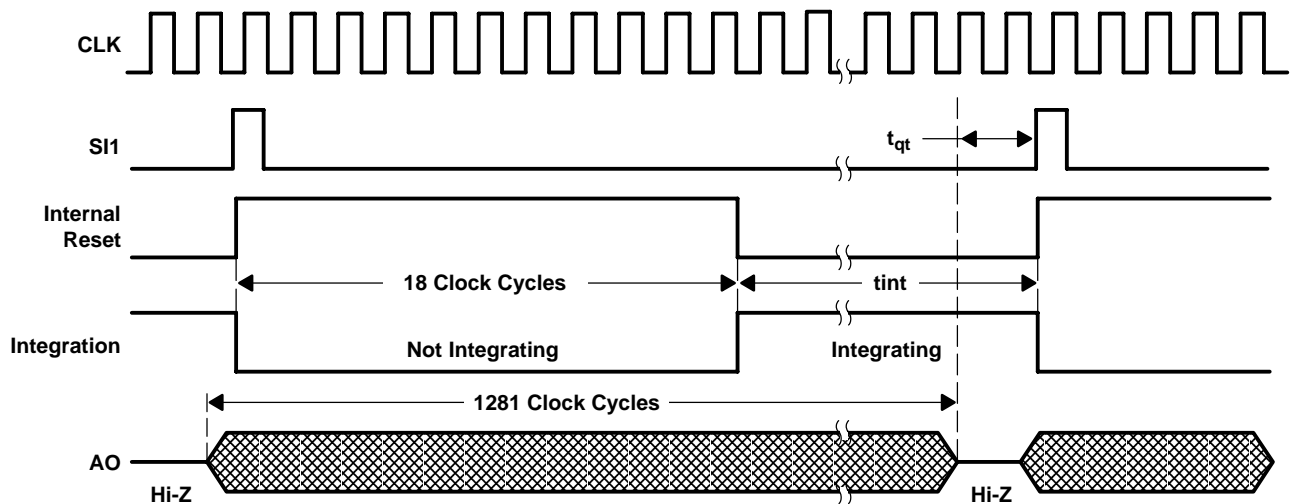 CLK
SI1
t_qt
Internal
Reset
18 Clock Cycles
tint
Integration
Not Integrating
Integrating
1281 Clock Cycles
AO
Hi-Z
Hi-Z